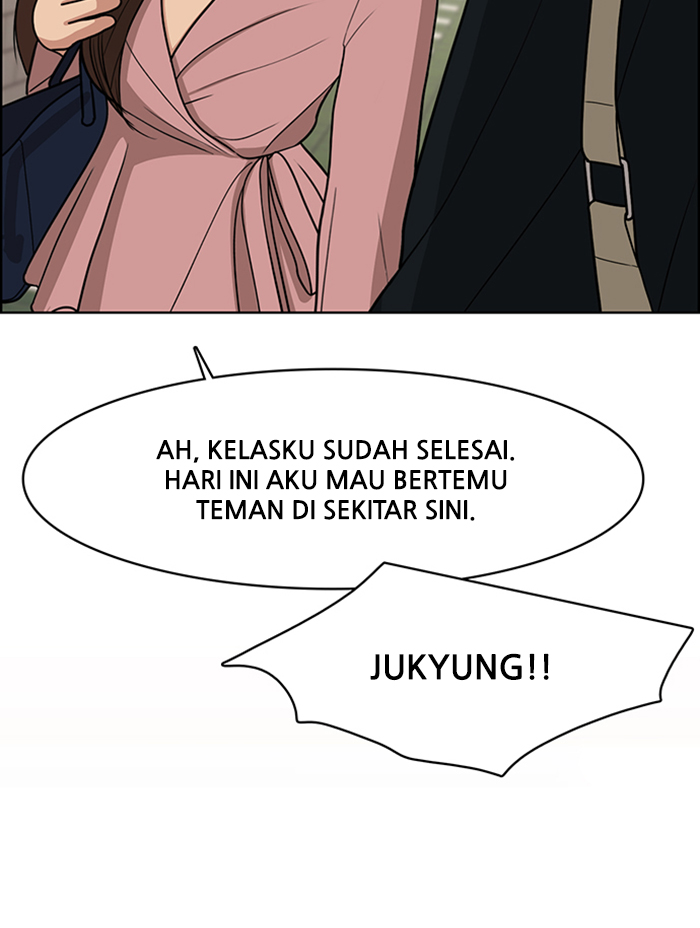 AH, KELASKU SUDAH SELESAI.
HARI INI AKU MAU BERTEMU
TEMAN DI SEKITAR SINI.
JUKYUNG!!